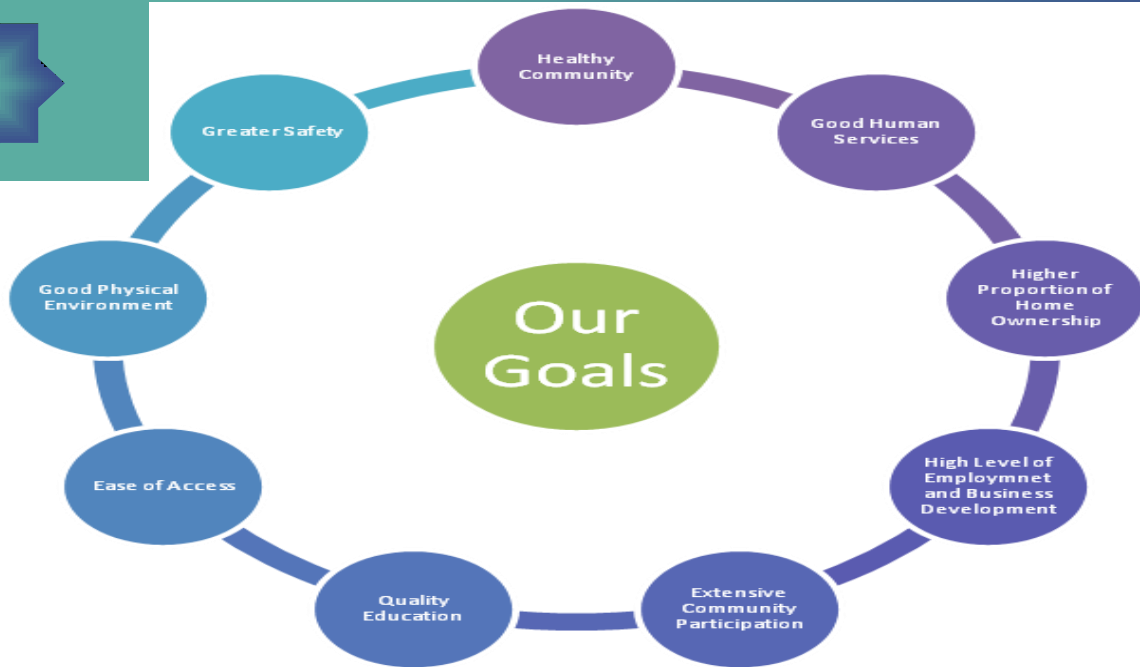 Our
Goals
Healthy
Community
Good Human
Services
Higher
Proportion of
Home
Ownership
High Level of
Employmnet
and Business
Development
Extensive
Community
Participation
Quality
Education
Ease of Access
Good Physical
Environment
Greater Safety